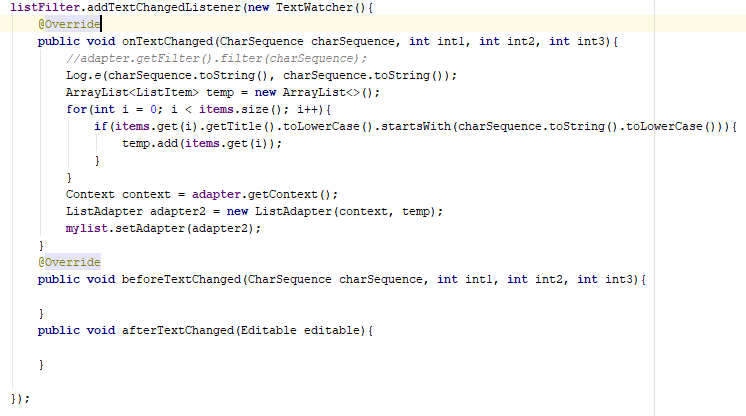 listFilter.addTextChangedListener(new TextWatcher(){
    @Override
    public void onTextChanged(CharSequence charSequence, int int1, int int2, int int3){
        //adapter.getFilter().filter(charSequence);
        Log.e(charSequence.toString(), charSequence.toString());
        ArrayList<ListItem> temp = new ArrayList<>();
        for(int i = 0; i < items.size(); i++){
            if(items.get(i).getTitle().toLowerCase().startsWith(charSequence.toString().toLowerCase())){
                temp.add(items.get(i));
            }
        }
        Context context = adapter.getContext();
        ListAdapter adapter2 = new ListAdapter(context, temp);
        mylist.setAdapter(adapter2);
    }
    @Override
    public void beforeTextChanged(CharSequence charSequence, int int1, int int2, int int3){

    }
    public void afterTextChanged(Editable editable){

    }

});